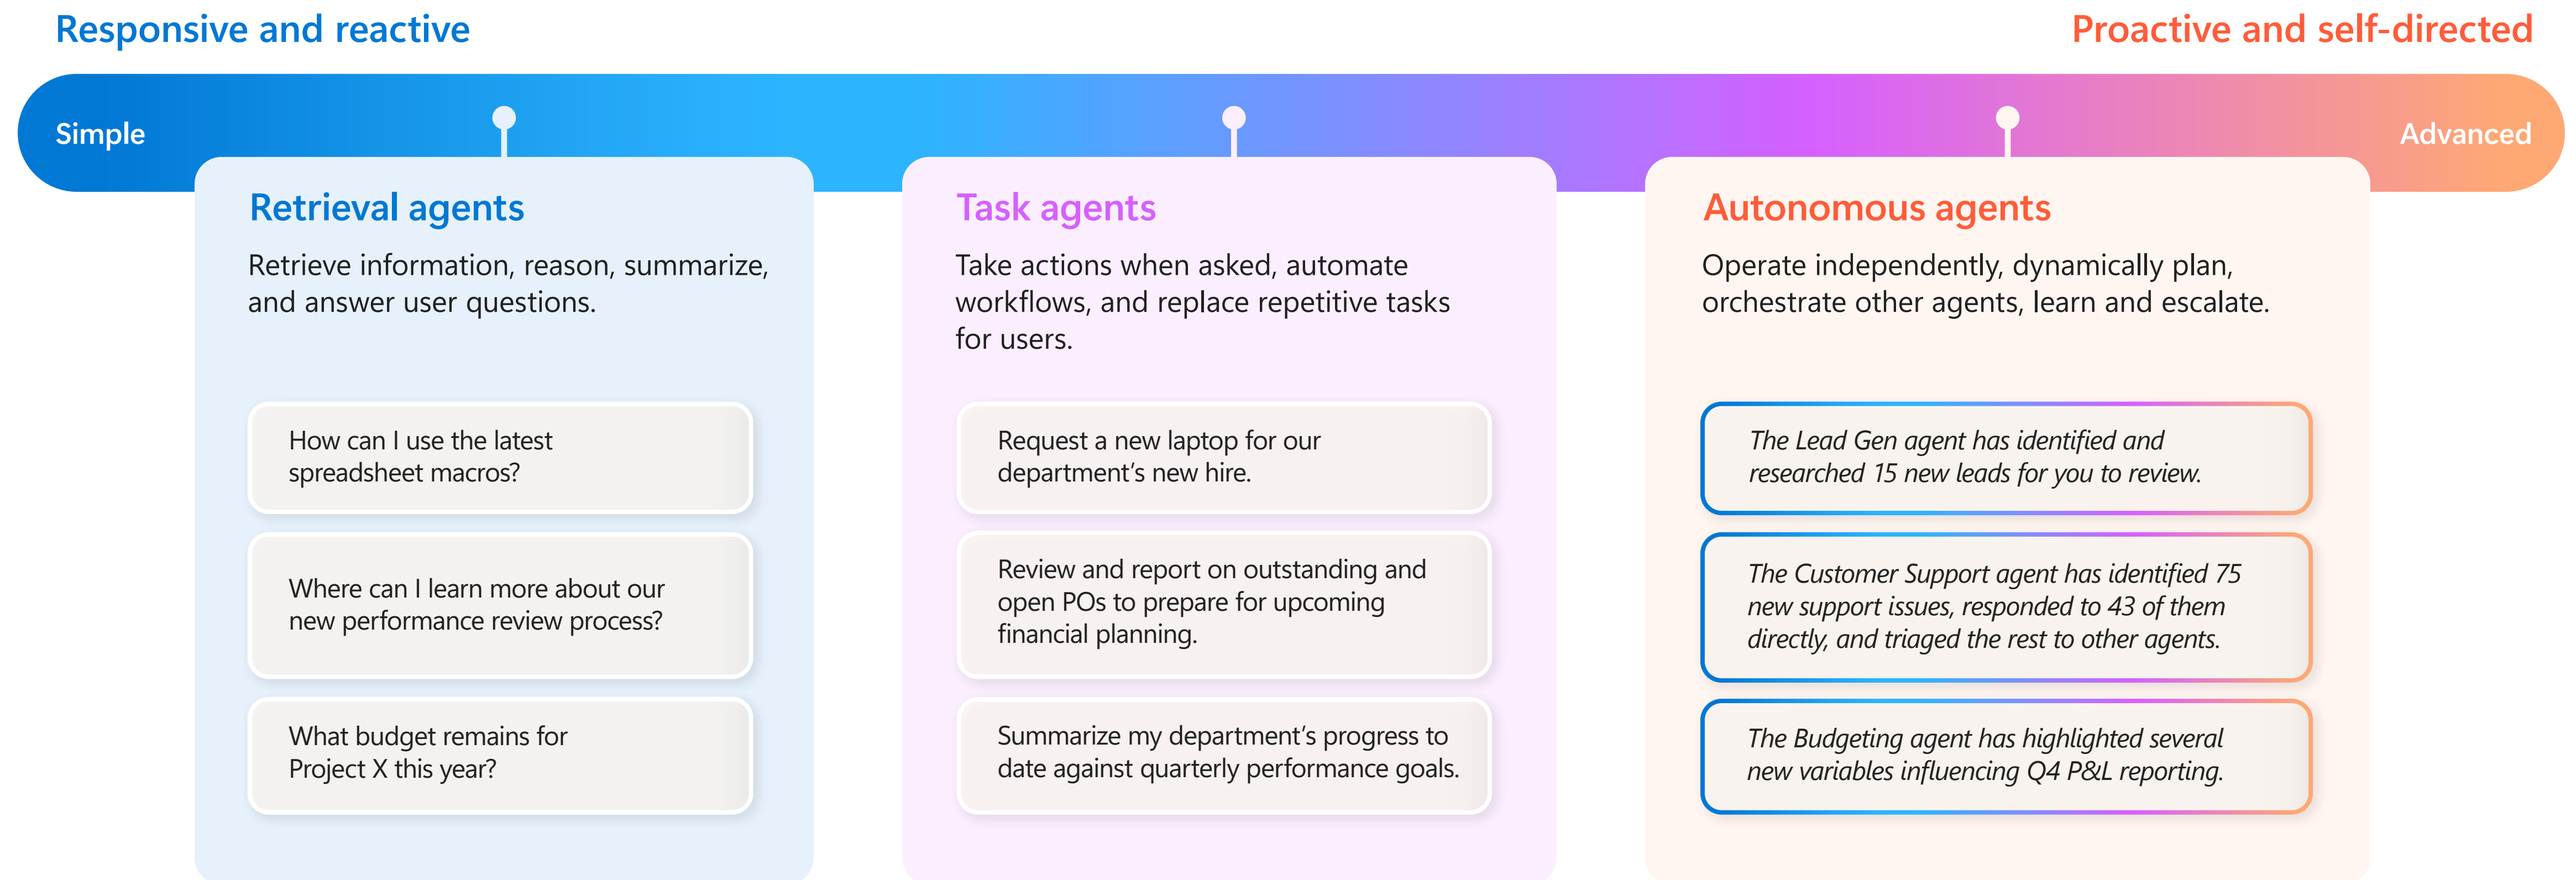 Responsive and reactive
Proactive and self-directed
Simple
Advanced
Retrieval agents
Retrieve information, reason, summarize,
and answer user questions.
How can I use the latest
spreadsheet macros?
Where can I learn more about our
new performance review process?
What budget remains for
Project X this year?
Task agents
Take actions when asked, automate
workflows, and replace repetitive tasks
for users.
Request a new laptop for our
department’s new hire.
Review and report on outstanding and
open POs to prepare for upcoming
financial planning.
Summarize my department’s progress to
date against quarterly performance goals.
Autonomous agents
Operate independently, dynamically plan,
orchestrate other agents, learn and escalate.
The Lead Gen agent has identified and
researched 15 new leads for you to review.
The Customer Support agent has identified 75
new support issues, responded to 43 of them
directly, and triaged the rest to other agents.
The Budgeting agent has highlighted several
new variables influencing Q4 P&L reporting.